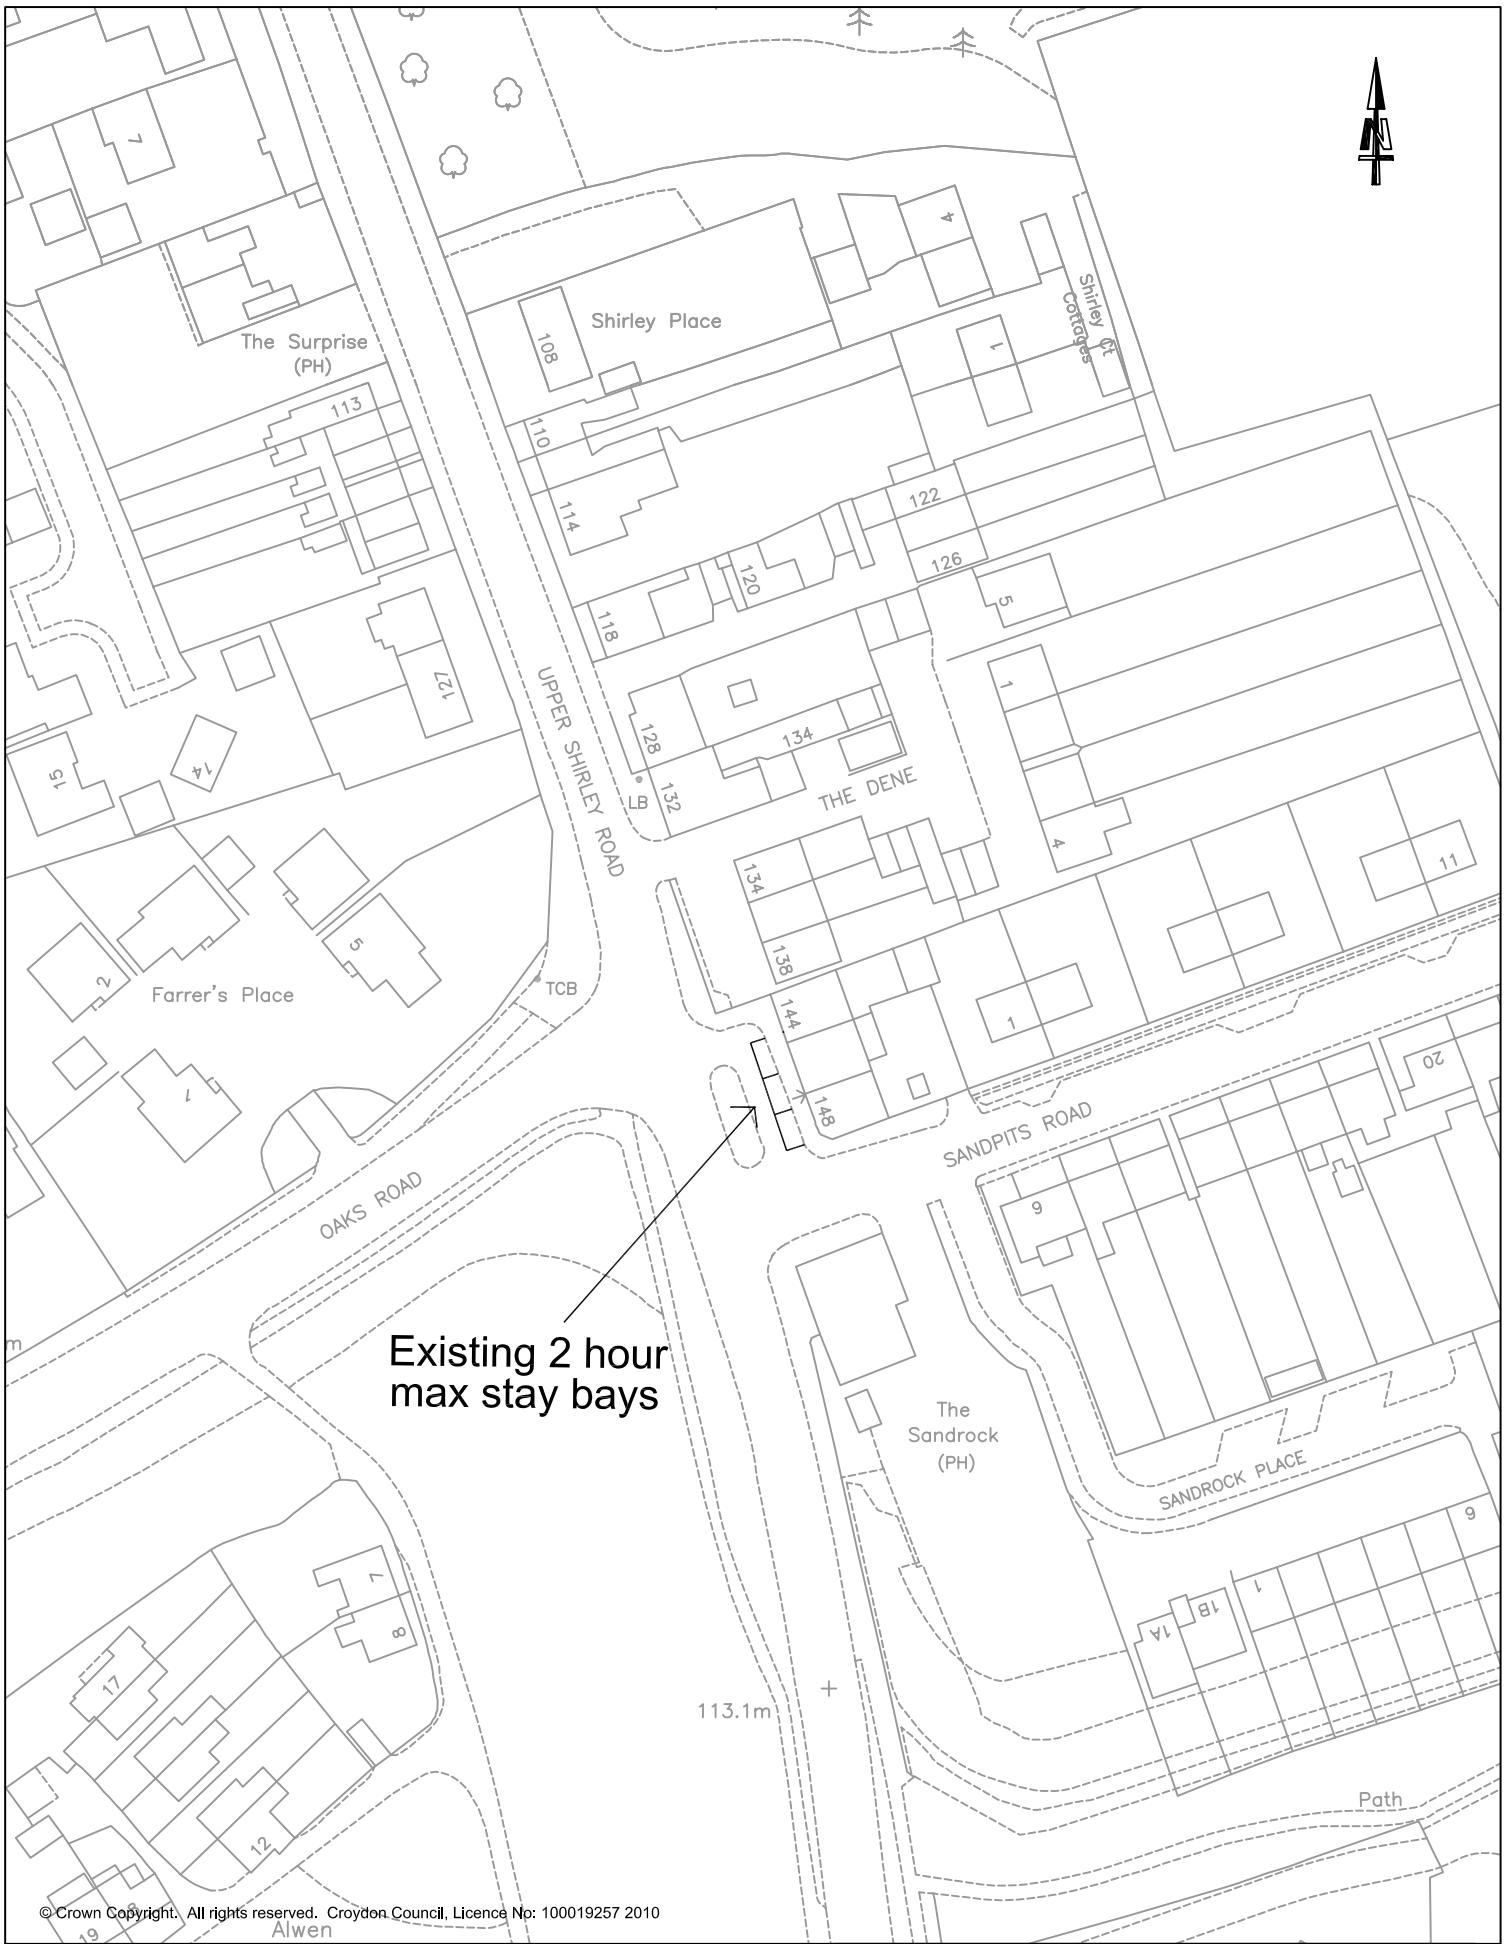 N
7
4
Shirley Ct
Cottages
Shirley Place
The Surprise
(PH)
108
1
113
110
122
114
126
120
5
118
127
1
UPPER SHIRLEY ROAD
128
134
15
14
THE DENE
LB
132
4
11
134
5
138
2
Farrer's Place
TCB
144
1
20
7
148
SANDPITS ROAD
OAKS ROAD
9
m
Existing 2 hour
max stay bays
The
Sandrock
(PH)
SANDROCK PLACE
9
7
1
1B
8
1A
17
113.1m
Path
12
8
© Crown Copyright. All rights reserved. Croydon Council, Licence No: 100019257 2010
19
Alwen